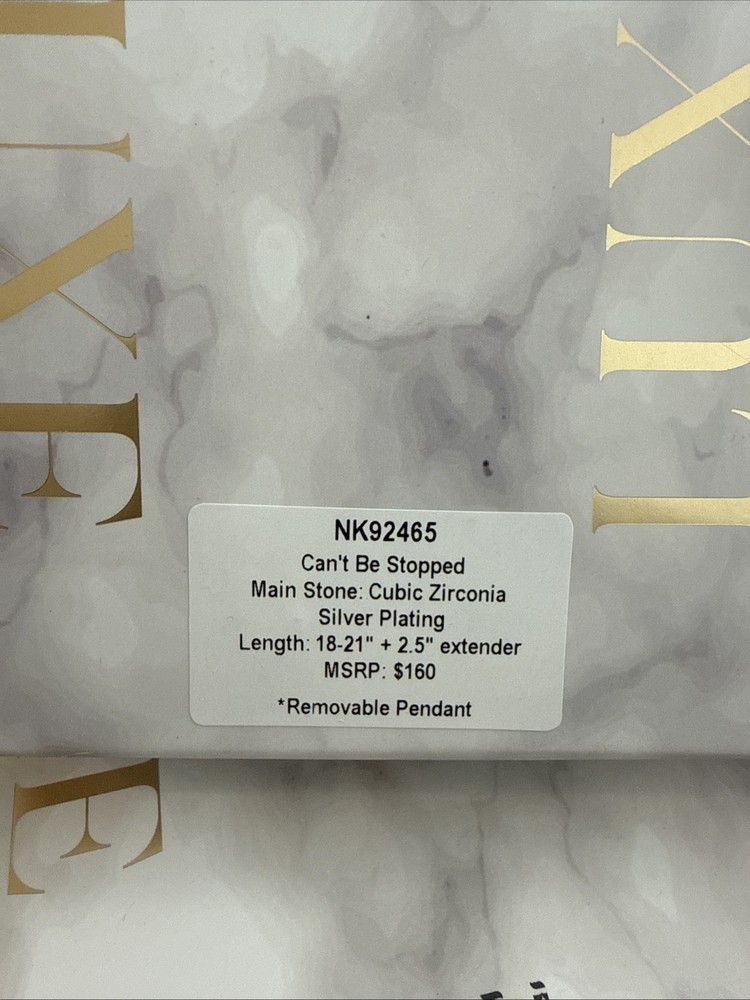 NK92465
Can't Be Stopped
Main Stone: Cubic Zirconia
Silver Plating
Length: 18-21" + 2.5" extender
MSRP: $160
*Removable Pendant